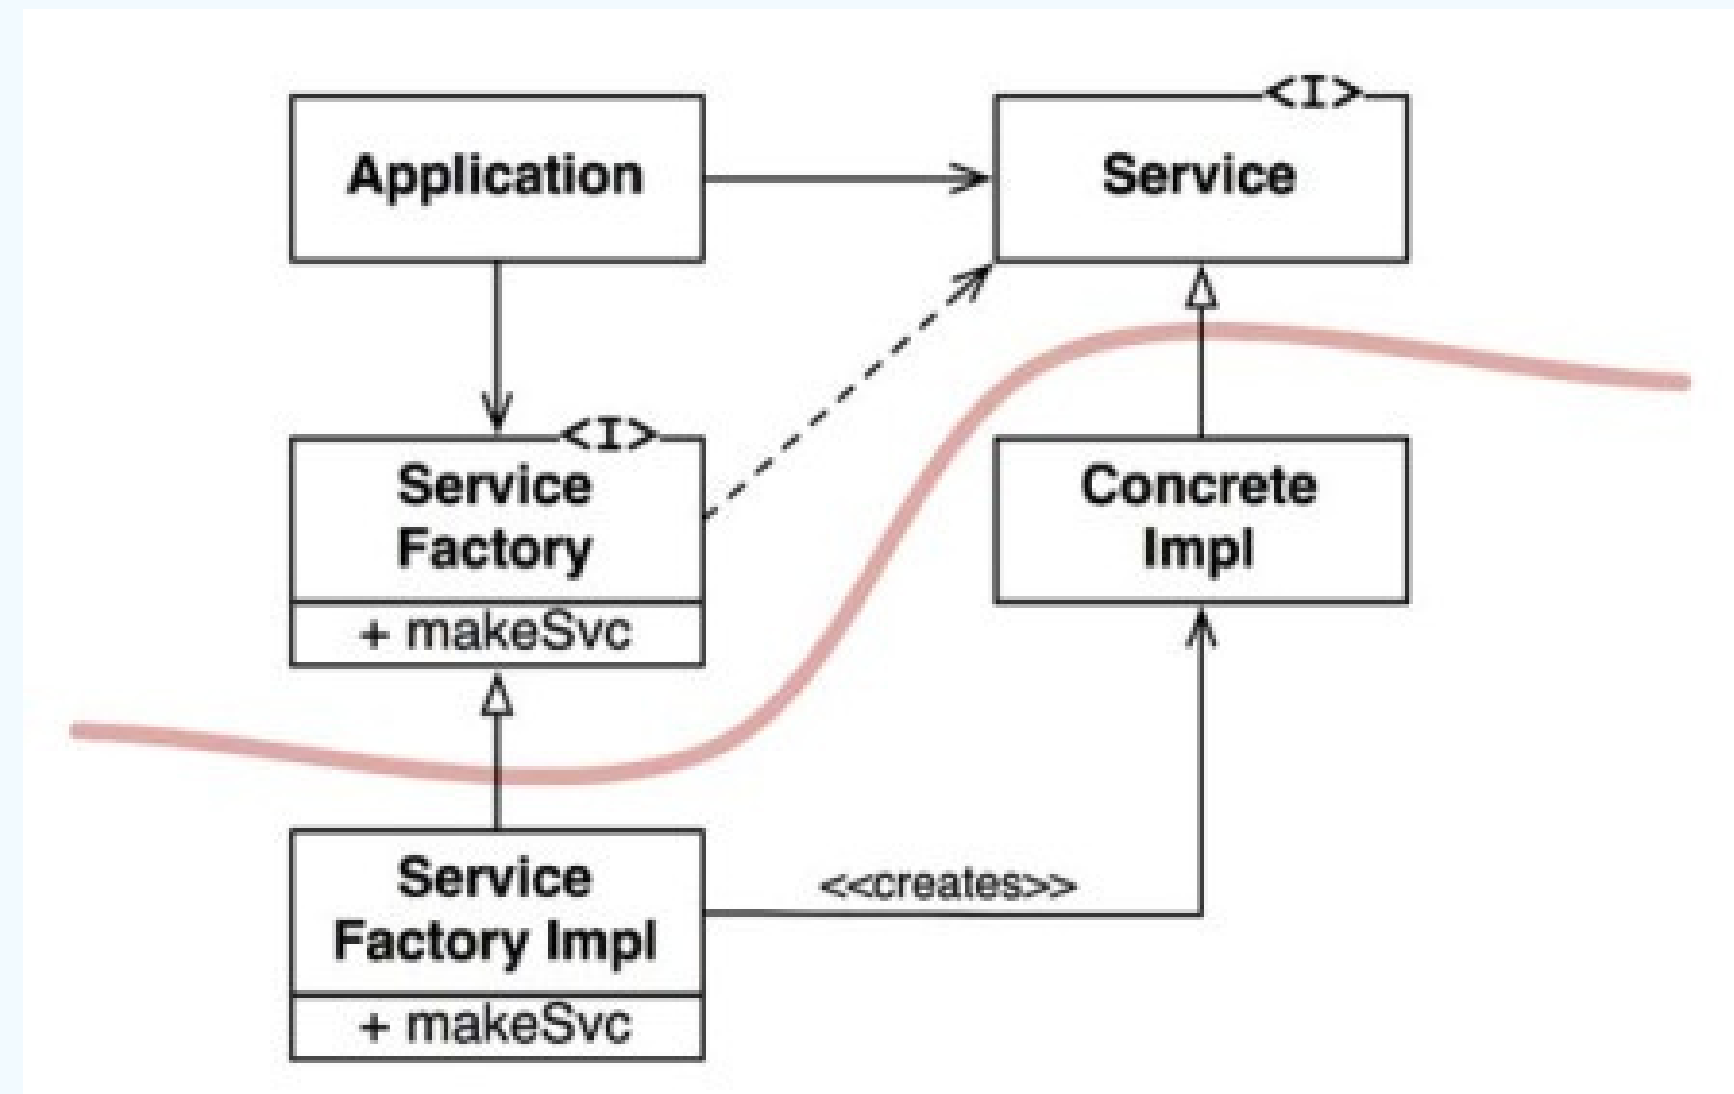 <I>
Application
Service
<I>
Service
Factory
+ makeSvc
Concrete
Impl
<<creates>>
Service
Factory Impl
+ makeSvc